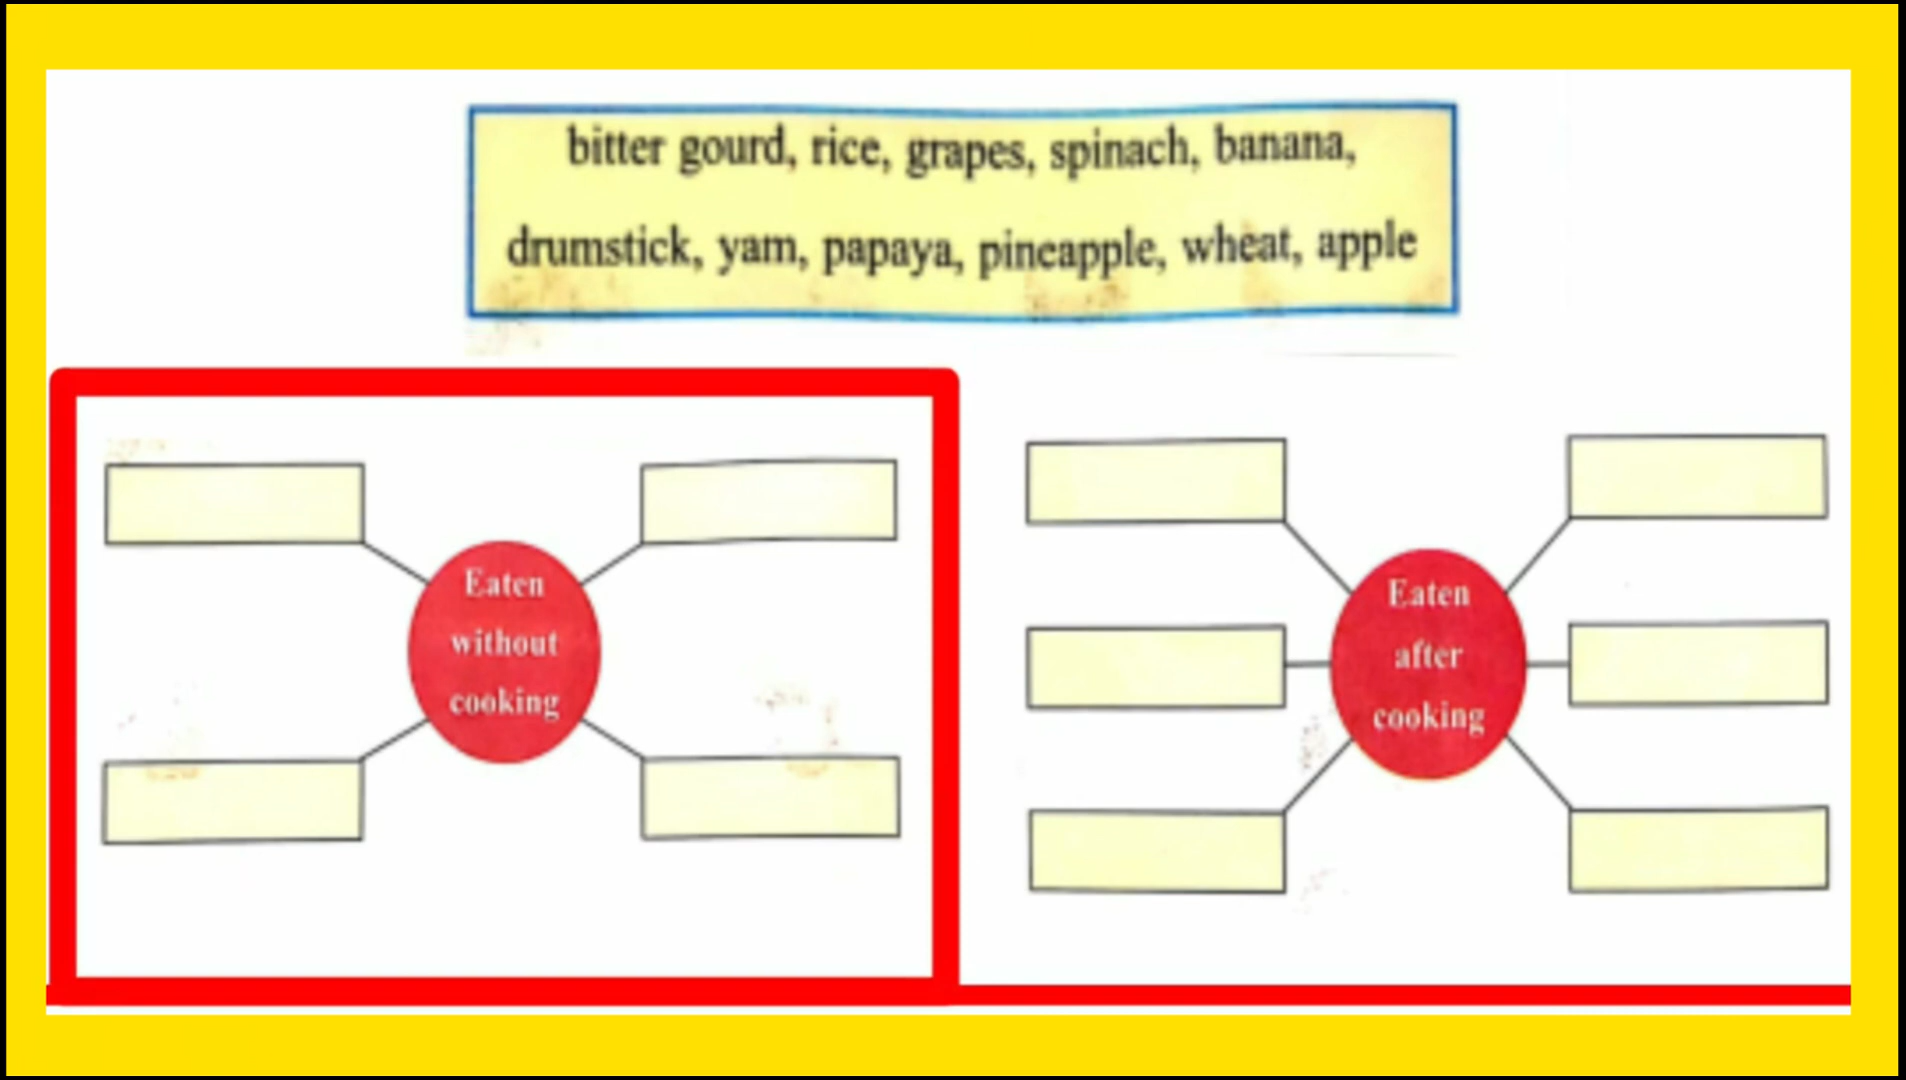 bitter gourd, rice, grapes, spinach, banana,
drumstick, yam, papaya, pineapple, wheat, apple
Eaten
without
cooking
Eaten
after
cooking